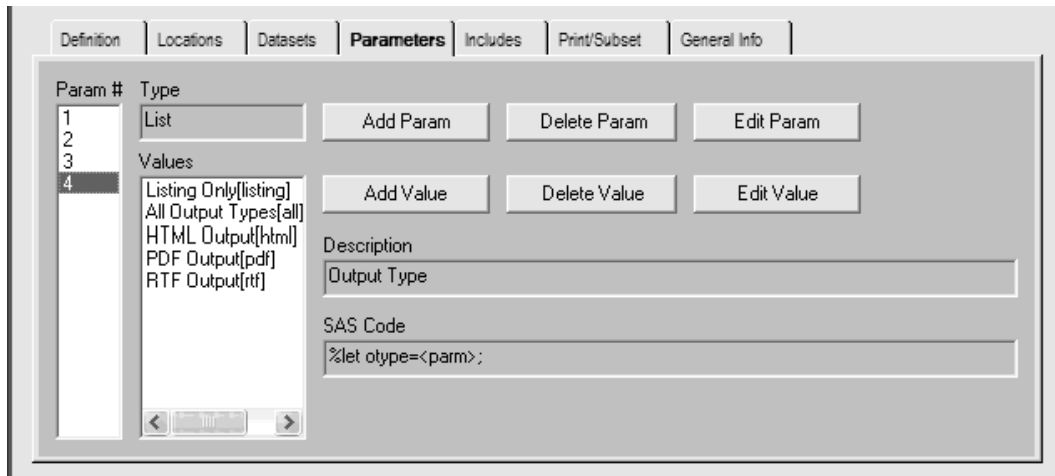 Definition Locations Datasets Parameters Includes Print/Subset General Info
Param # Type
1
2
3
4
List
Add Param Delete Param Edit Param
Values
Listing Only[listing]
All Output Types[all]
HTML Output[html]
PDF Output[pdf]
RTF Output[rtf]
Add Value Delete Value Edit Value
Description
Output Type
SAS Code
%let otype=<parm>;